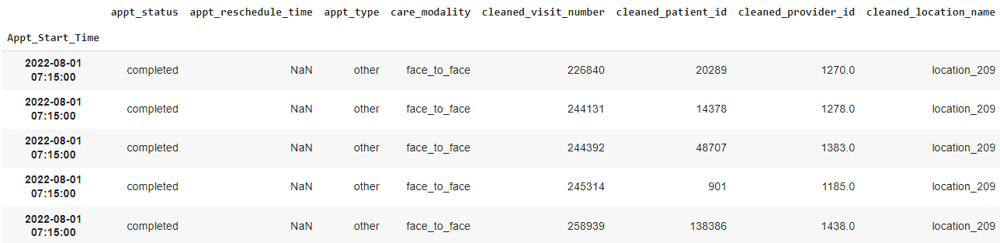 appt_status appt_reschedule_time appt_type care_modality cleaned_visit_number cleaned_patient_id cleaned_provider_id cleaned_location_name
Appt_Start_Time
2022-08-01 07:15:00 completed NaN other face_to_face 226840 20289 1270.0 location_209
2022-08-01 07:15:00 completed NaN other face_to_face 244131 14378 1278.0 location_209
2022-08-01 07:15:00 completed NaN other face_to_face 244392 48707 1383.0 location_209
2022-08-01 07:15:00 completed NaN other face_to_face 245314 901 1185.0 location_209
2022-08-01 07:15:00 completed NaN other face_to_face 258939 138386 1438.0 location_209